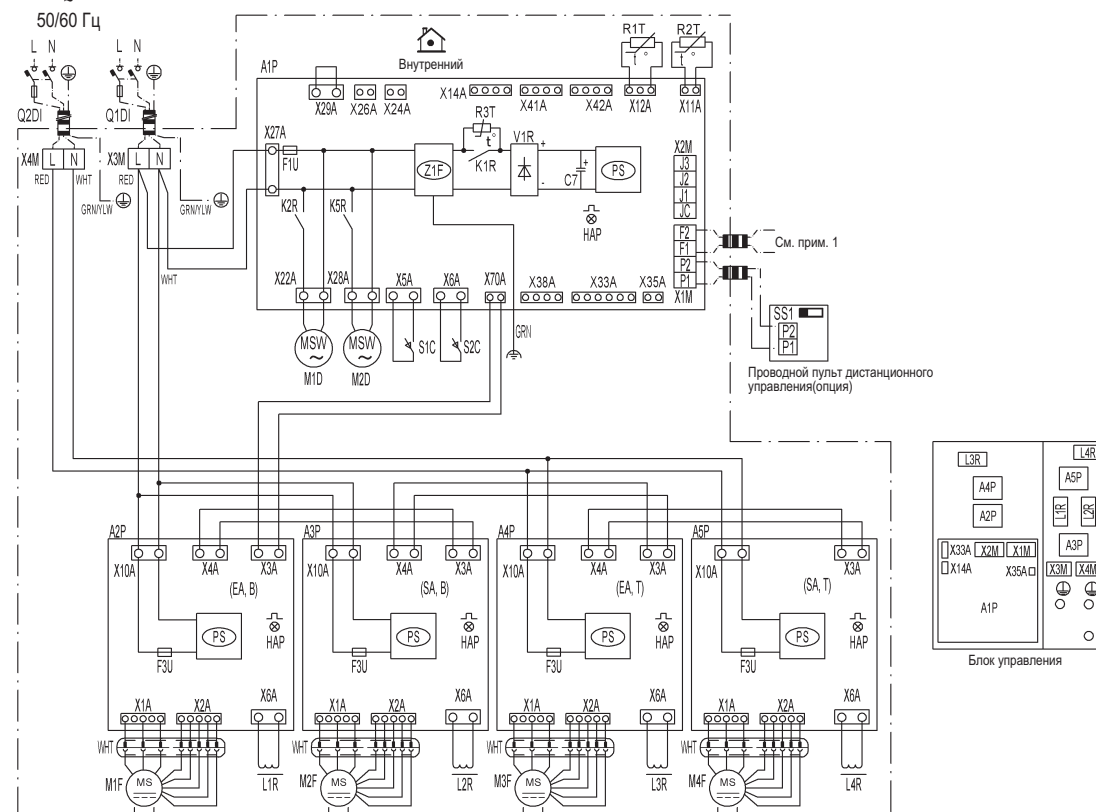 ~
50/60 Гц
L N
L N
Q2DI
Q1DI
X4M L N
X3M L N
RED
WHT
RED
GRN/YLW
GRN/YLW
WHT
Внутренний
A1P
R1T
t°
R2T
t°
X29A
X26A
X24A
X14A
X41A
X42A
X12A
X11A
X27A
F1U
R3T
t°
K1R
V1R
+
-
Z1F
C7
+
PS
HAP
K2R
K5R
X2M
J3
J2
J1
JC
F2
F1
P2
P1
X1M
См. прим. 1
X22A
X28A
X5A
X6A
X70A
X38A
X33A
X35A
MSW
~
M1D
MSW
~
M2D
S1C
S2C
GRN
SS1
P2
P1
Проводной пульт дистанционного
управления(опция)
A2P
X10A
X4A
X3A
(EA, B)
PS
HAP
F3U
X1A
X2A
X6A
WHT
M1F
MS
L1R
A3P
X10A
X4A
X3A
(SA, B)
PS
HAP
F3U
X1A
X2A
X6A
WHT
M2F
MS
L2R
A4P
X10A
X4A
X3A
(EA, T)
PS
HAP
F3U
X1A
X2A
X6A
WHT
M3F
MS
L3R
A5P
X10A
X3A
(SA, T)
PS
HAP
F3U
X1A
X2A
X6A
WHT
M4F
MS
L4R
L3R
L4R
A4P
A5P
A2P
L1R
L2R
A3P
X33A
X2M
X1M
X14A
X35A
X3M
X4M
A1P
Блок управления